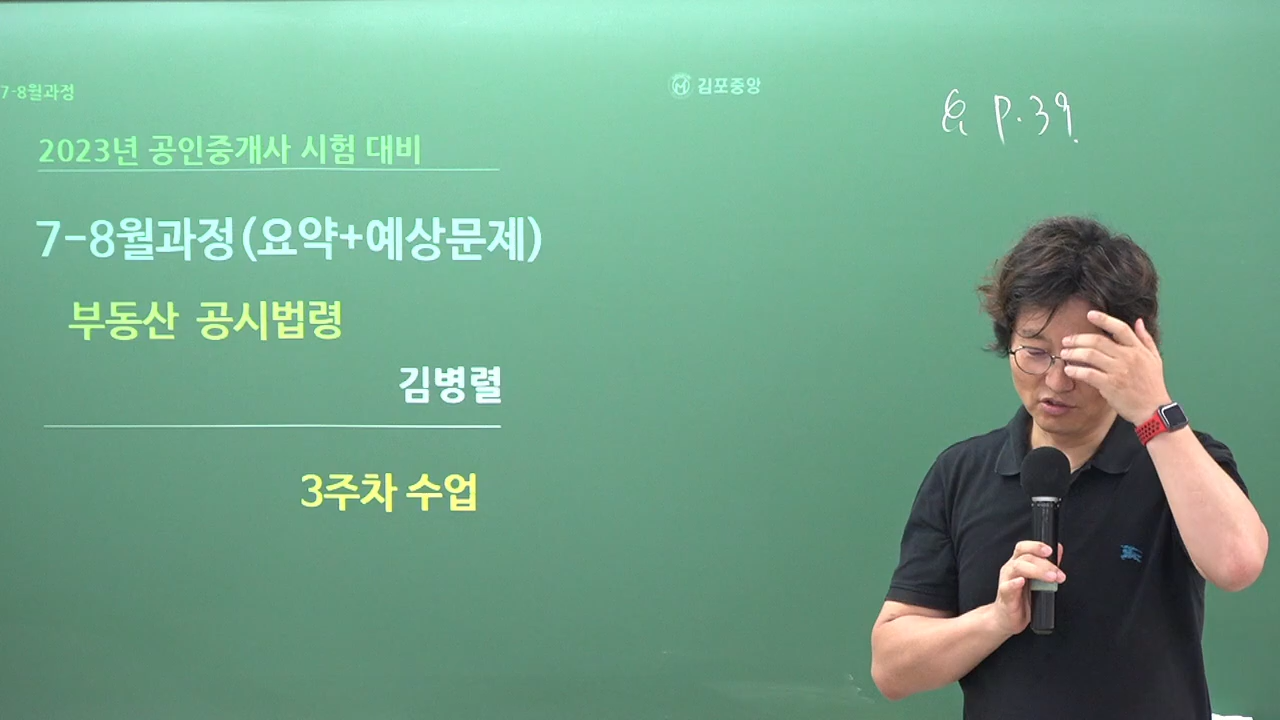 7-8월과정
김포중앙
P.39
2023년 공인중개사 시험 대비
7-8월과정(요약+예상문제)
부동산 공시법령
김병렬
3주차 수업